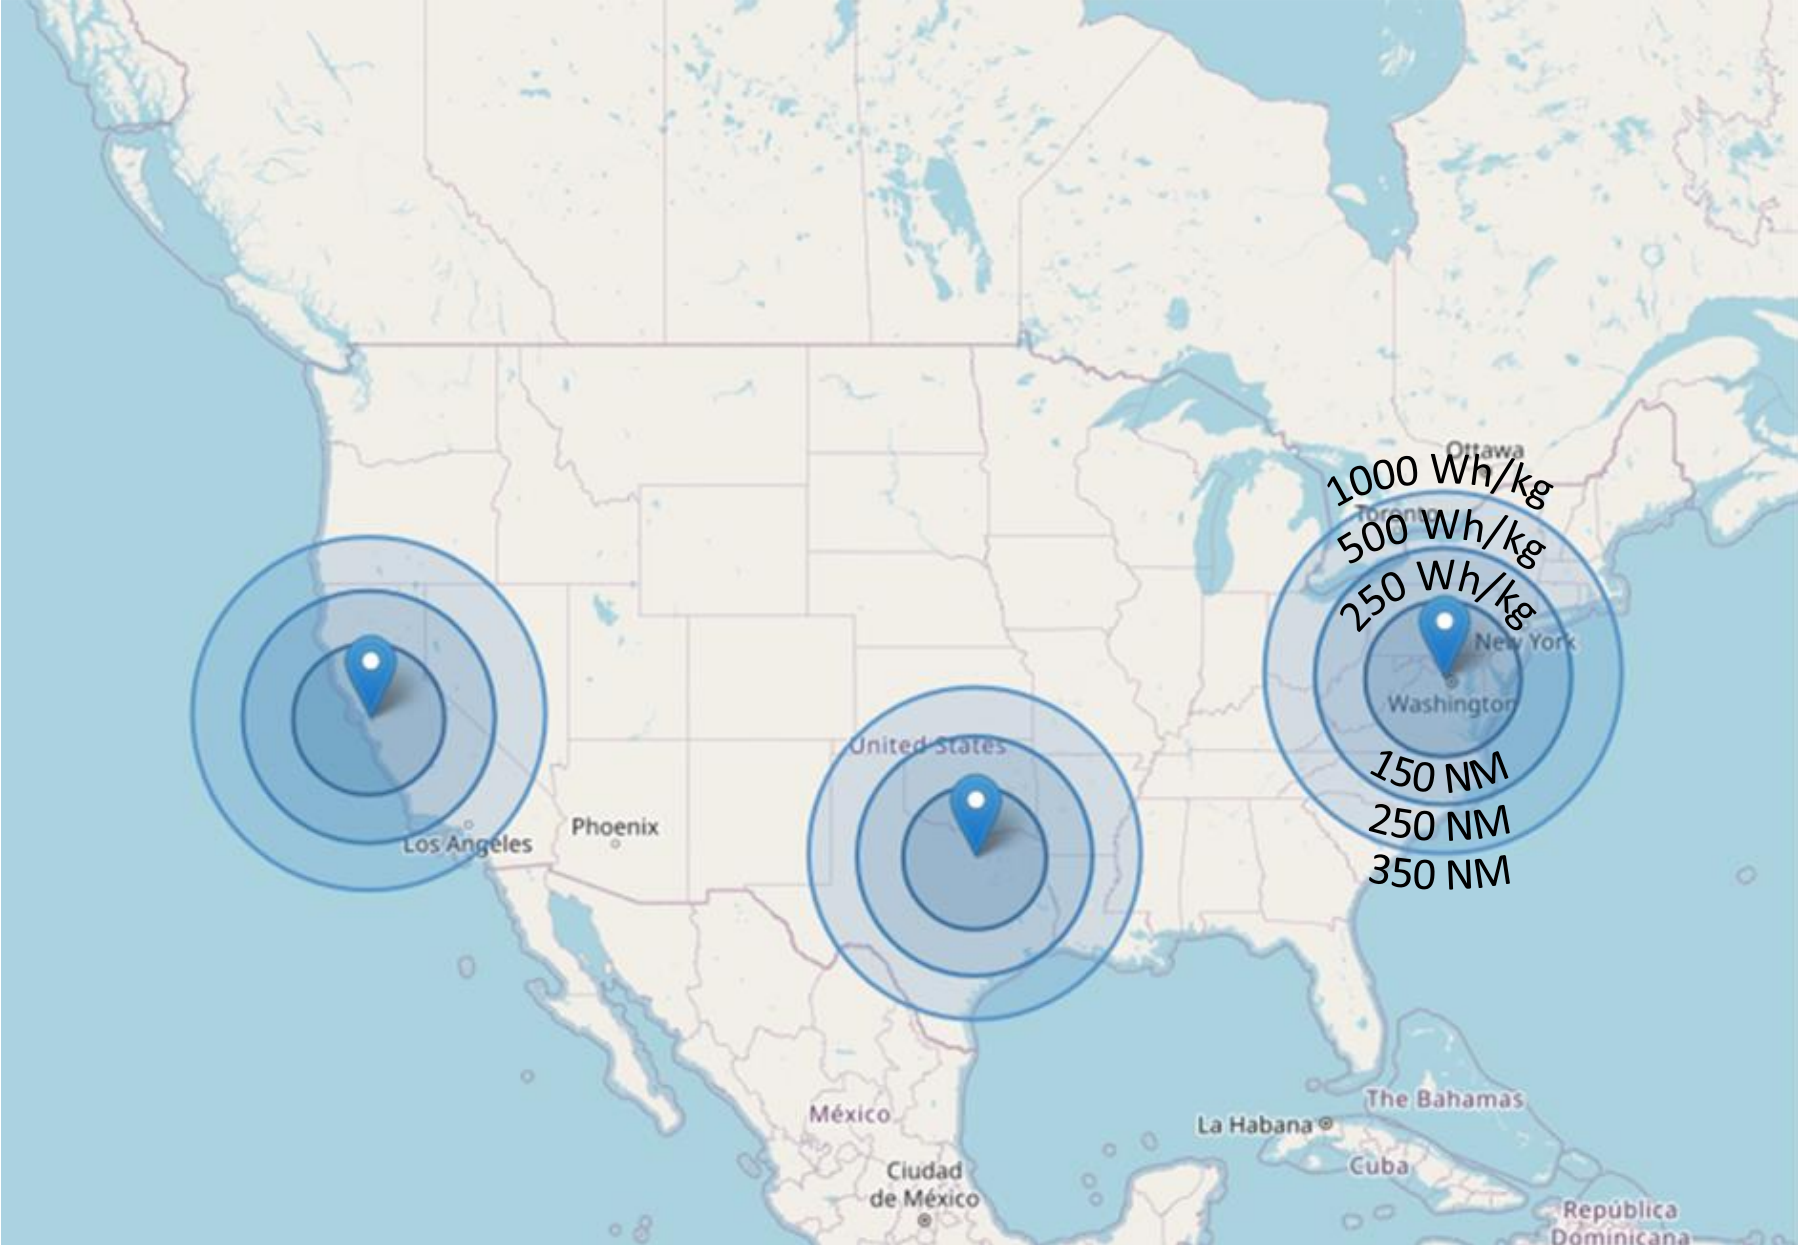 Ottawa
1000 Wh/kg
Toronto
500 Wh/kg
250 Wh/kg
New York
Washington
United States
150 NM
250 NM
350 NM
Phoenix
Los Angeles
México
The Bahamas
La Habana
Cuba
Ciudad
de México
República
Dominicana